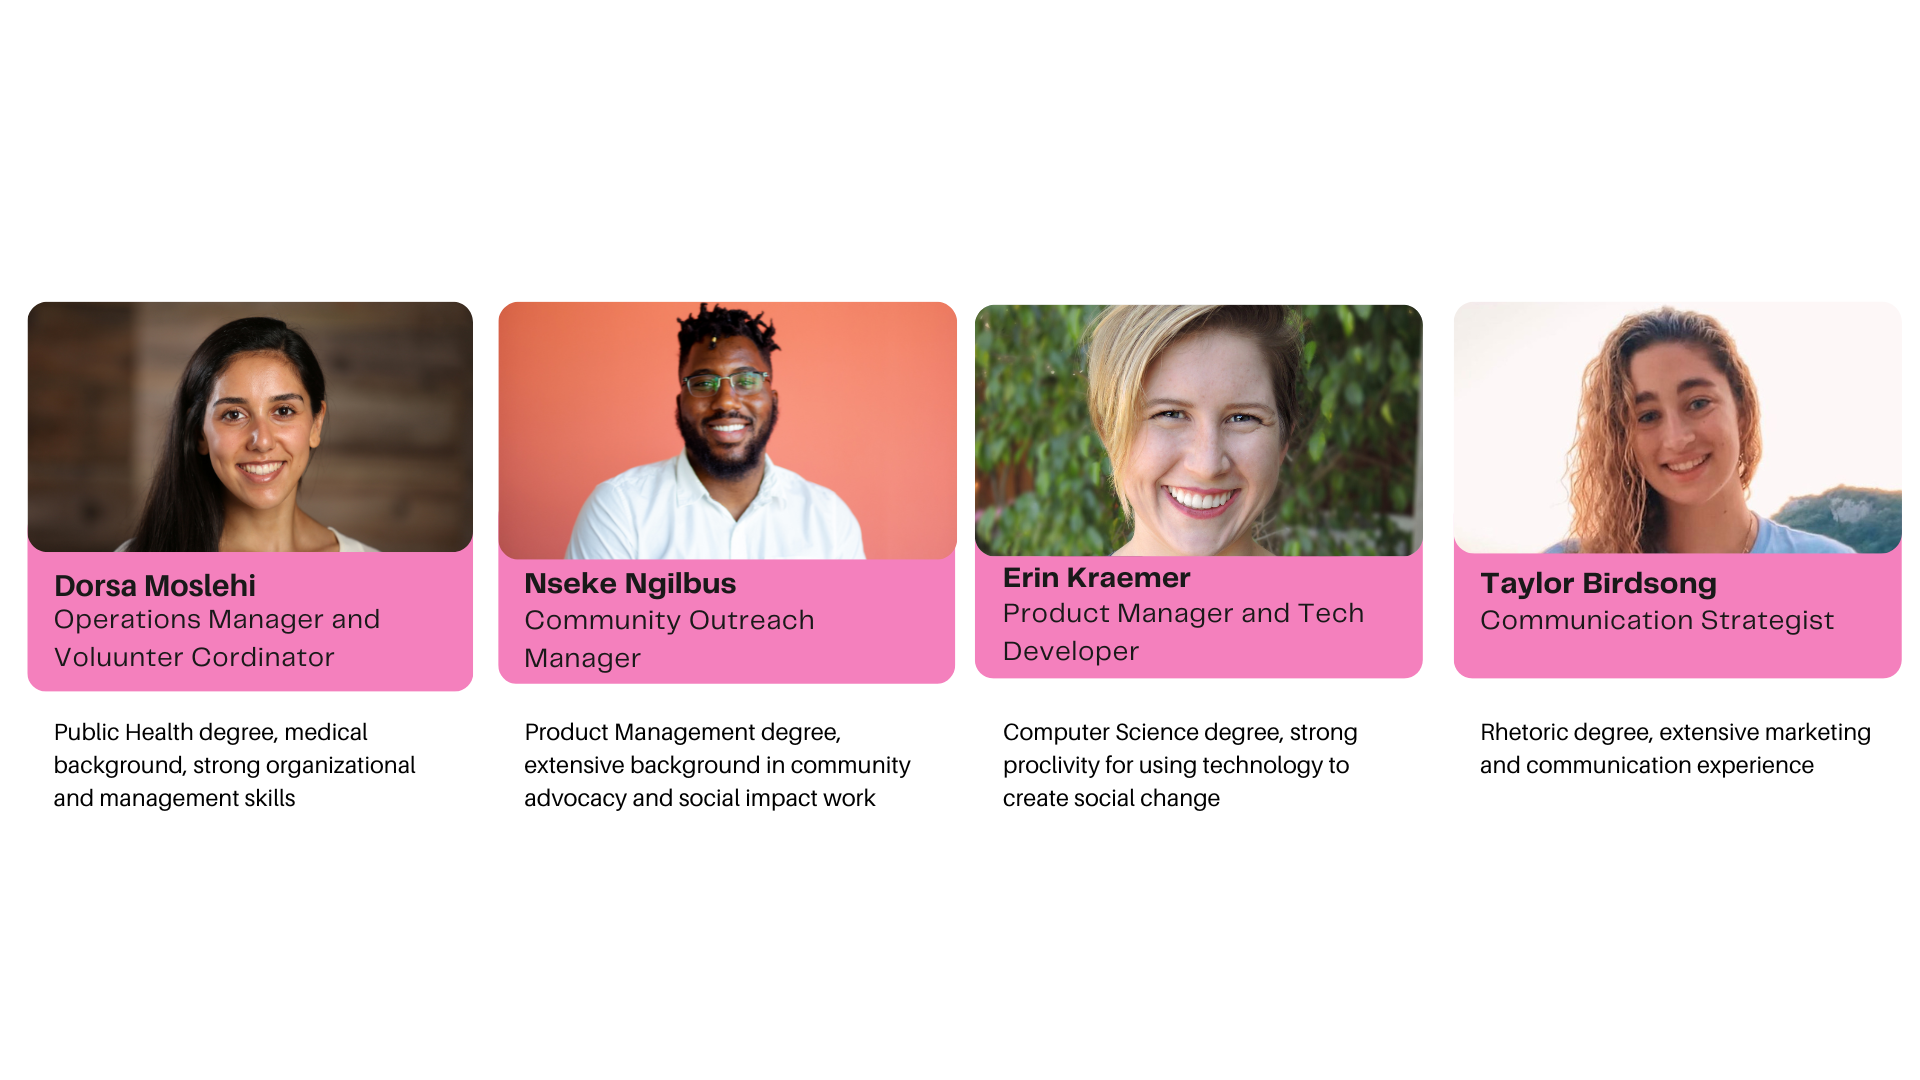 Dorsa Moslehi
Operations Manager and
Voluunter Cordinator
Public Health degree, medical
background, strong organizational
and management skills
Nseke Ngilbus
Community Outreach
Manager
Product Management degree,
extensive background in community
advocacy and social impact work
Erin Kraemer
Product Manager and Tech
Developer
Computer Science degree, strong
proclivity for using technology to
create social change
Taylor Birdsong
Communication Strategist
Rhetoric degree, extensive marketing
and communication experience